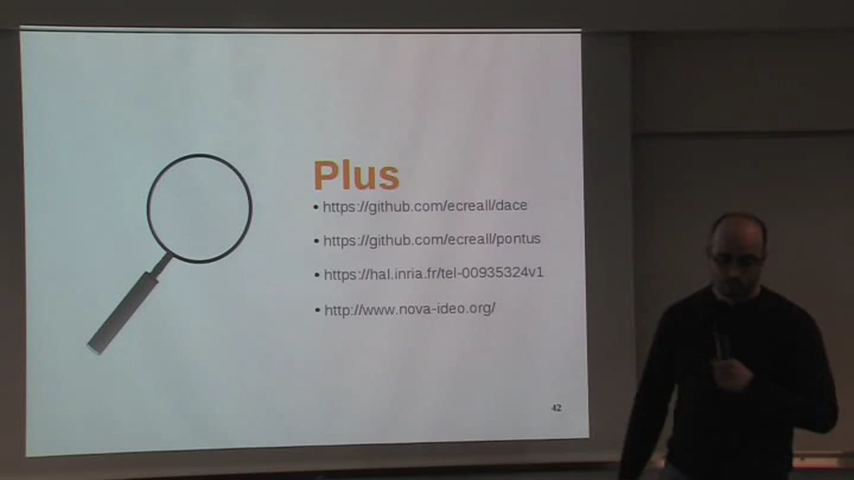 Plus
• https://github.com/ecreall/dace
• https://github.com/ecreall/pontus
• https://hal.inria.fr/tel-00935324v1
• http://www.nova-ideo.org/
42